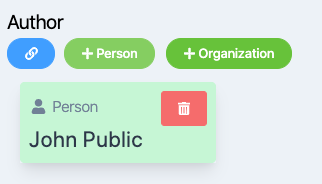 Author
+ Person + Organization
Person
John Public